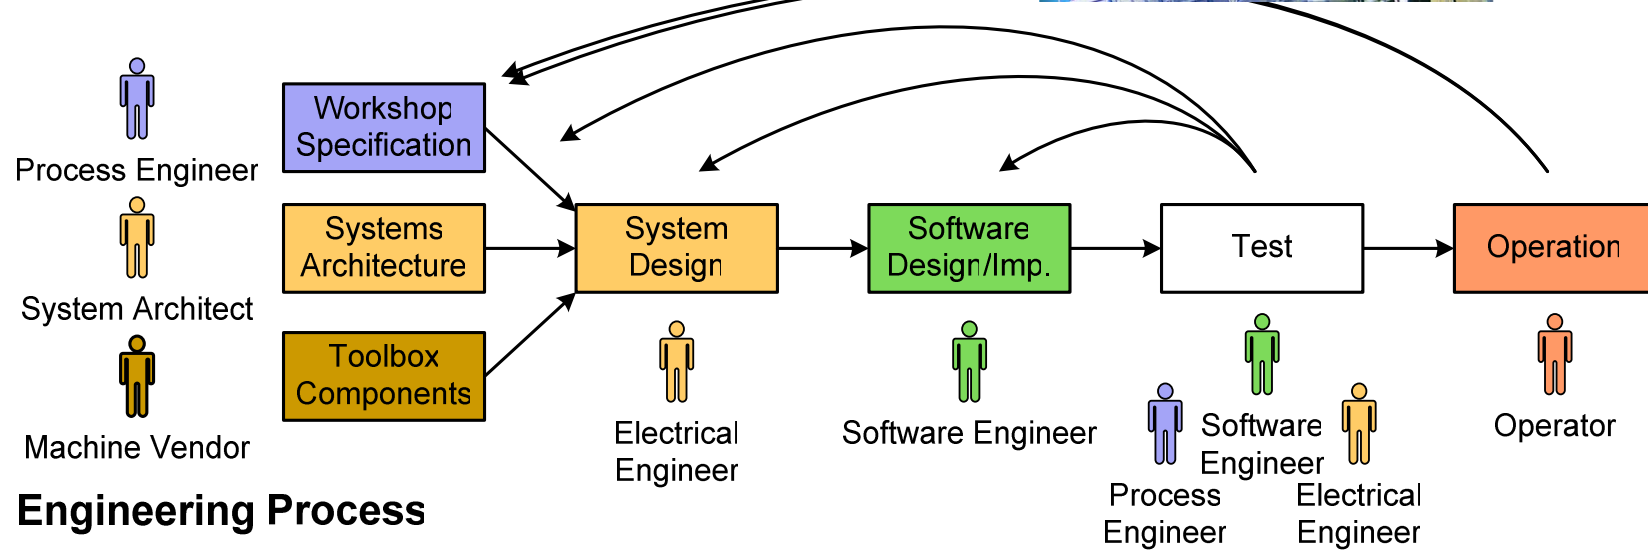 Process Engineer
System Architect
Machine Vendor
Workshop
Specification
Systems
Architecture
Toolbox
Components
System
Design
Electrical
Engineer
Software
Design/Imp.
Software Engineer
Test
Software
Engineer
Process
Engineer
Electrical
Engineer
Operation
Operator
Engineering Process